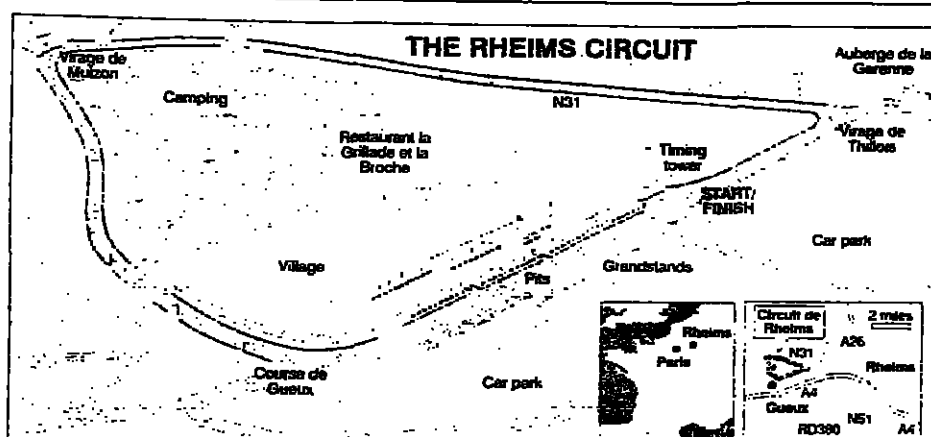 THE RHEIMS CIRCUIT
Auberge de la
Garenne
Virage de
Muizon
Camping
N31
Restaurant la
Grillade et la
Broche
Timing
tower
Virage de
Thillois
START/
FINISH
Car park
Village
Grandstands
Pits
Course de
Gueux
Car park
Rheims
Paris
Circuit de
Rheims
2 miles
A26
N31
Rheims
A4
Gueux
N51
RD380
A4